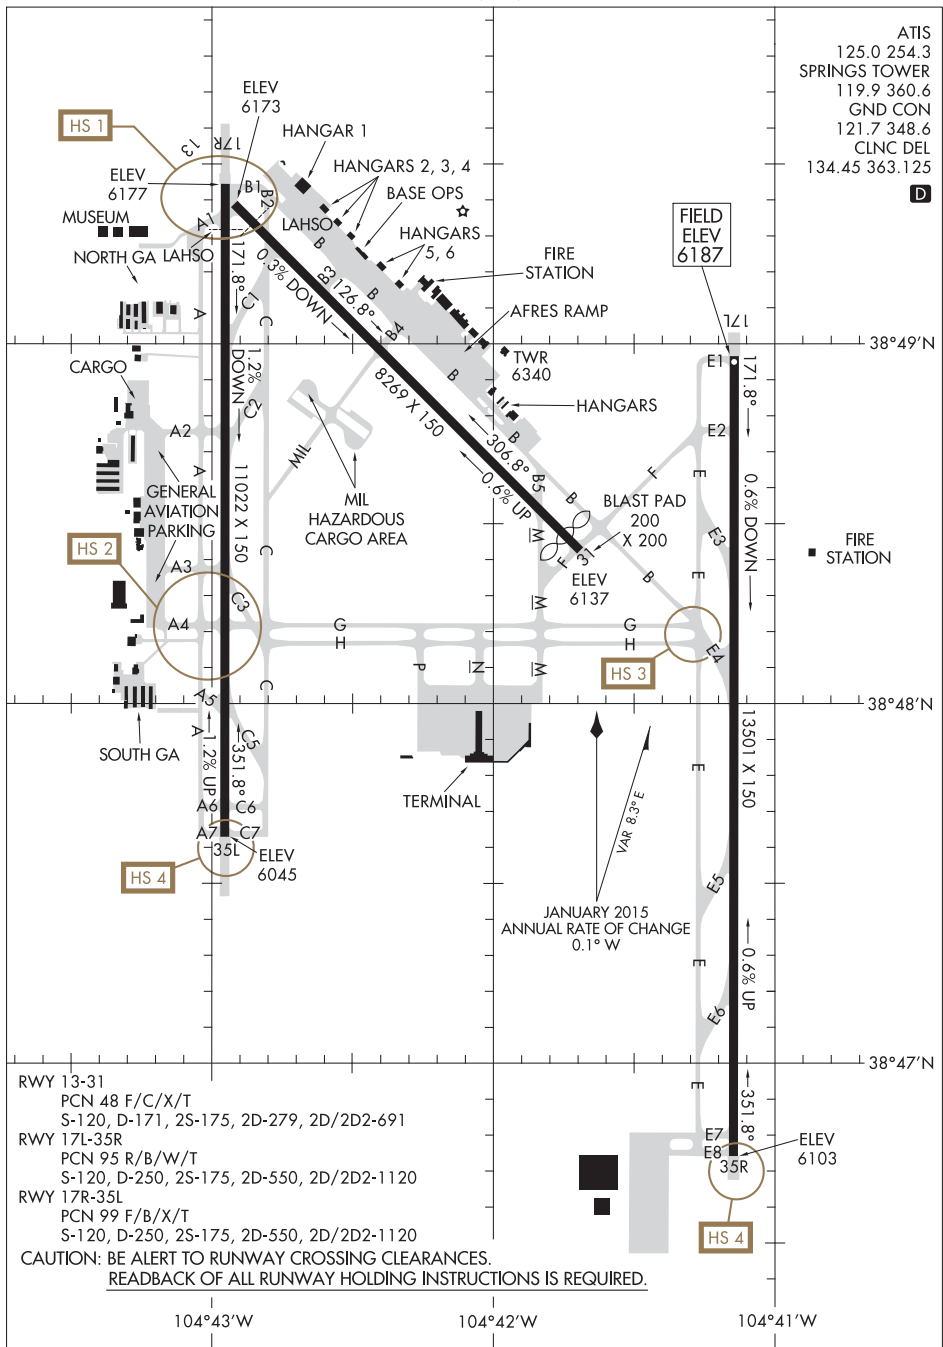 ATIS
125.0 254.3
SPRINGS TOWER
119.9 360.6
GND CON
121.7 348.6
CLNC DEL
134.45 363.125
D
HS 1
ELEV
6173
13
17R
HANGAR 1
HANGARS 2, 3, 4
BASE OPS
ELEV
6177
B1
B2
MUSEUM
A1
LAHSO
LAHSO
HANGARS
5, 6
FIELD
ELEV
6187
NORTH GA
171.8°
0.3% DOWN
B3
126.8°
B
B
B4
FIRE
STATION
AFRES RAMP
A
C1
C
17L
38°49'N
TWR
6340
E1
171.8°
CARGO
1.2%
DOWN
C2
8269 X 150
B
HANGARS
A2
306.8°
B
E2
MIL
A
11022 X 150
GENERAL
AVIATION
PARKING
MIL
HAZARDOUS
CARGO AREA
0.6% UP
B5
B
F
E
0.6% DOWN
BLAST PAD
200
X 200
M
E3
HS 2
C
F
31
FIRE
STATION
A3
ELEV
6137
B
E
C3
M
A4
G
H
G
H
E4
P
N
M
HS 3
C
A5
38°48'N
A
C5
SOUTH GA
1.2% UP
351.8°
13501 X 150
TERMINAL
E
VAR 8.3° E
A6
C6
A7
C7
35L
ELEV
6045
HS 4
E5
JANUARY 2015
ANNUAL RATE OF CHANGE
0.1° W
E
0.6% UP
E6
38°47'N
E
351.8°
RWY 13-31
PCN 48 F/C/X/T
S-120, D-171, 2S-175, 2D-279, 2D/2D2-691
RWY 17L-35R
PCN 95 R/B/W/T
S-120, D-250, 2S-175, 2D-550, 2D/2D2-1120
RWY 17R-35L
PCN 99 F/B/X/T
S-120, D-250, 2S-175, 2D-550, 2D/2D2-1120
E7
E8
35R
ELEV
6103
HS 4
CAUTION: BE ALERT TO RUNWAY CROSSING CLEARANCES.
READBACK OF ALL RUNWAY HOLDING INSTRUCTIONS IS REQUIRED.
104°43'W
104°42'W
104°41'W